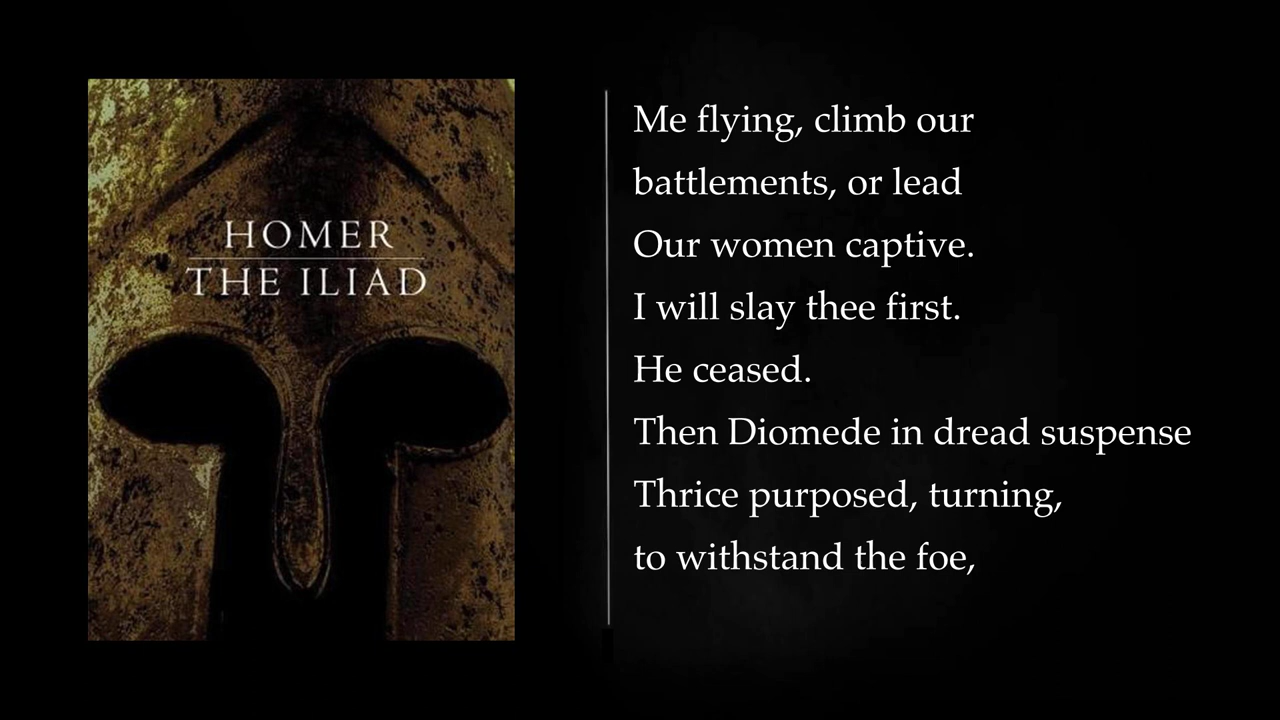 HOMER
THE ILIAD
Me flying, climb our
battlements, or lead
Our women captive.
I will slay thee first.
He ceased.
Then Diomede in dread suspense
Thrice purposed, turning,
to withstand the foe,